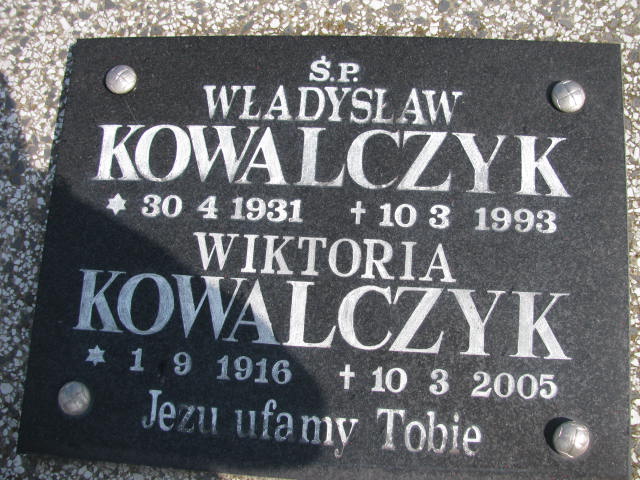 Ś.P.
WŁADYSŁAW
KOWALCZYK
✶ 30 4 1931 † 10 3 1993
WIKTORIA
KOWALCZYK
✶ 1 9 1916 † 10 3 2005
Jezu ufamy Tobie